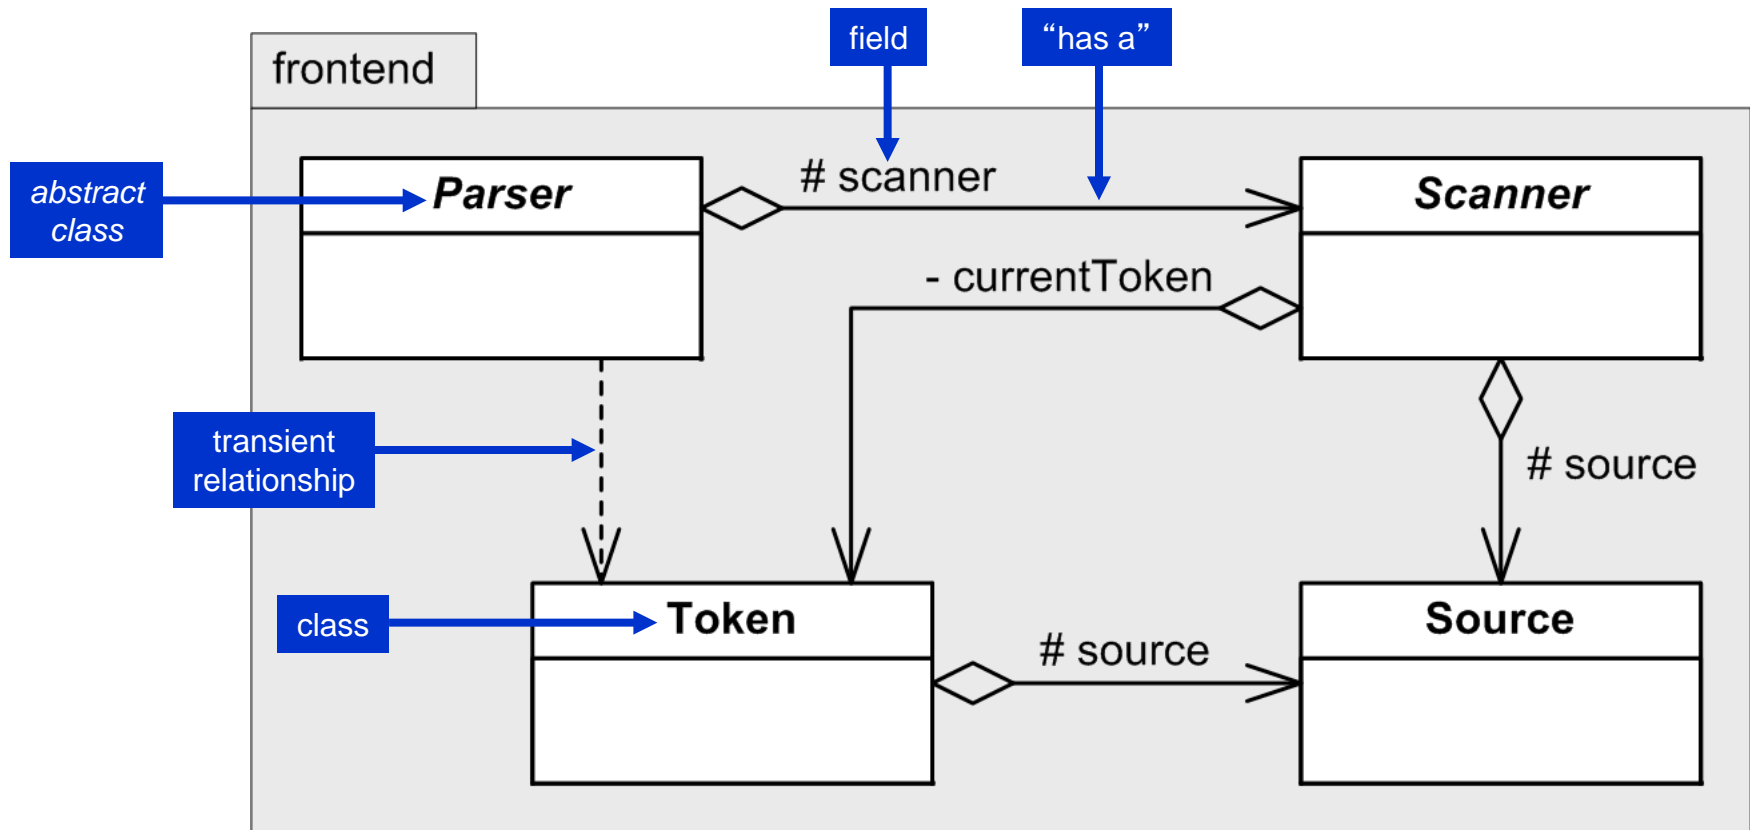 field
“has a”
frontend
abstract
class
Parser
# scanner
Scanner
- currentToken
transient
relationship
# source
class
Token
# source
Source